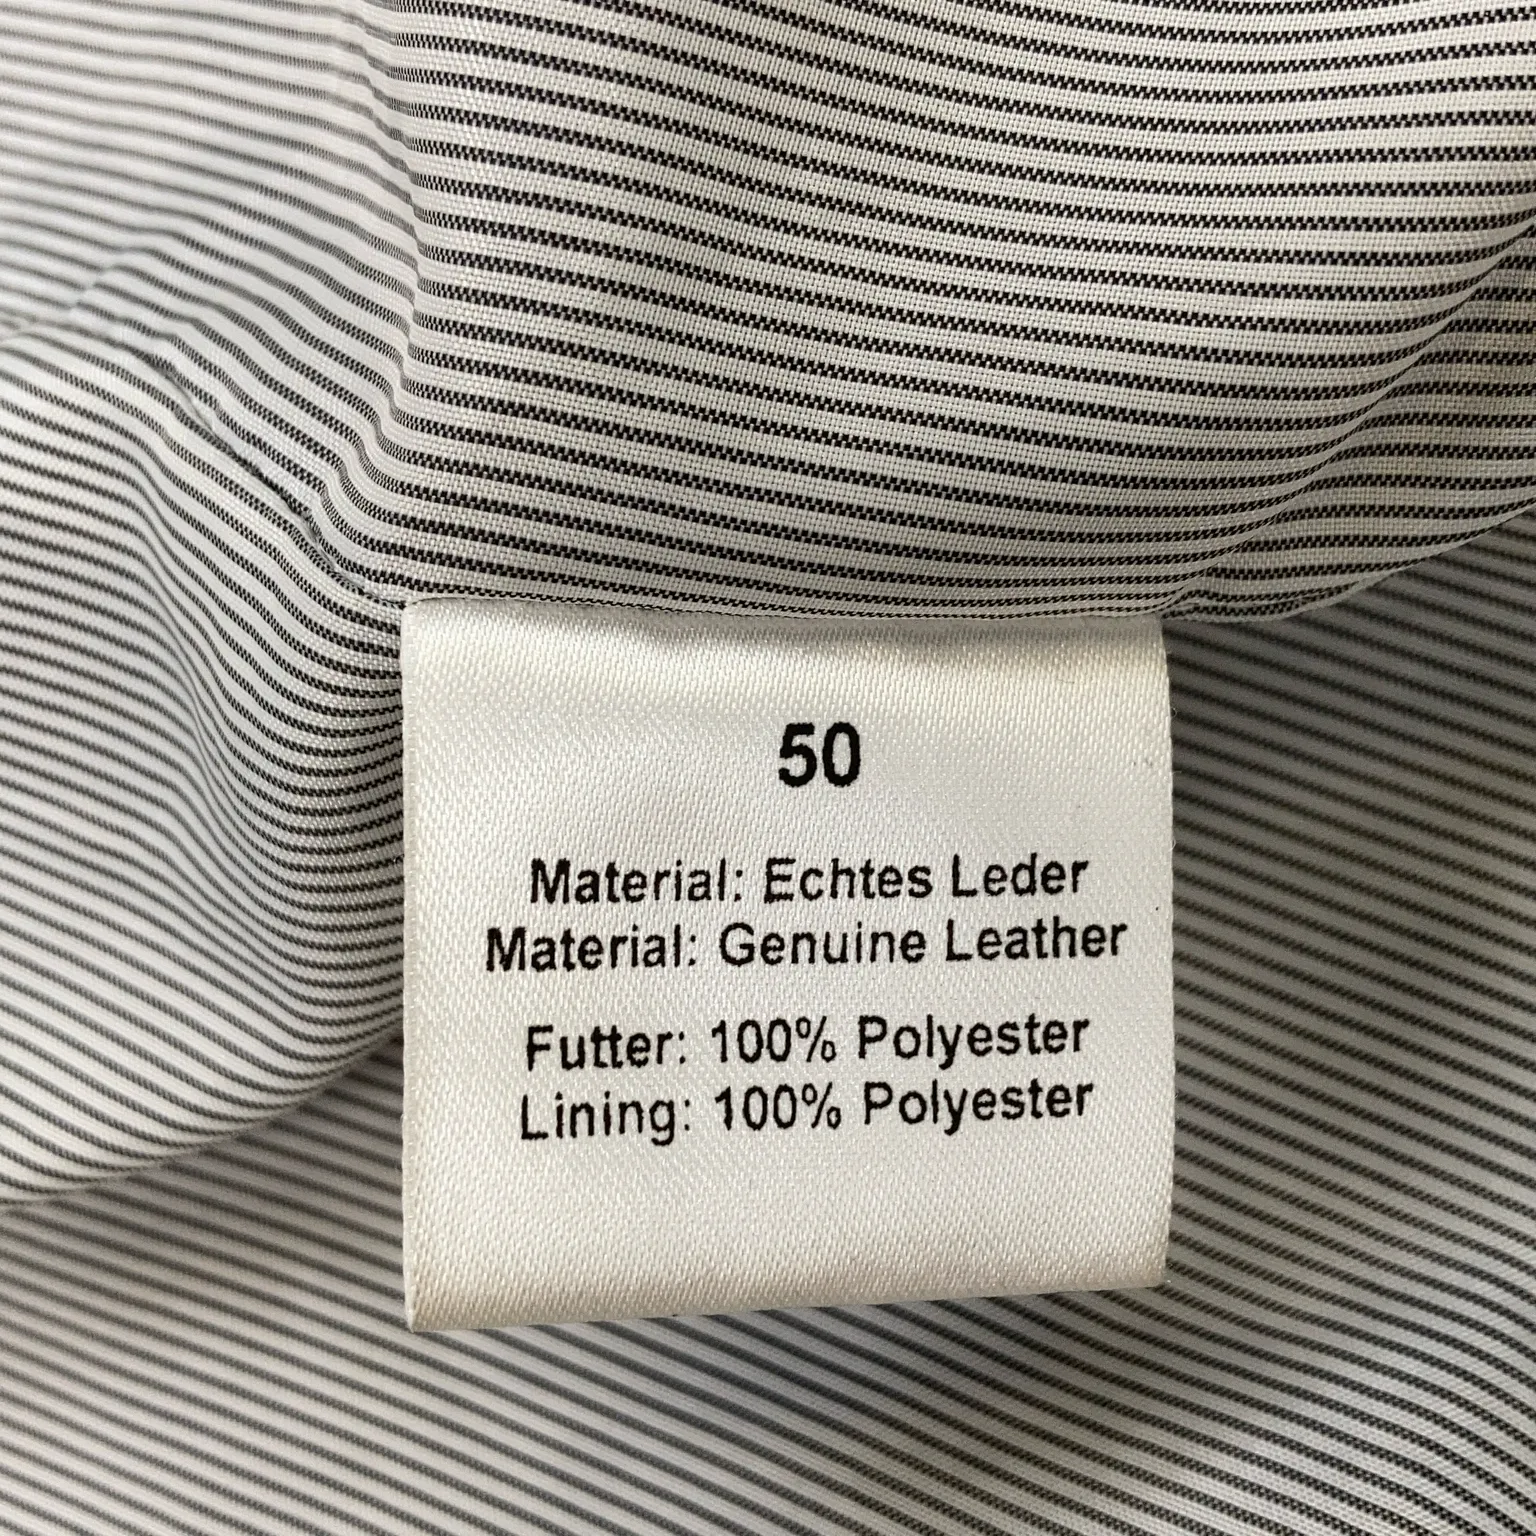 50
Material: Echtes Leder
Material: Genuine Leather
Futter: 100% Polyester
Lining: 100% Polyester